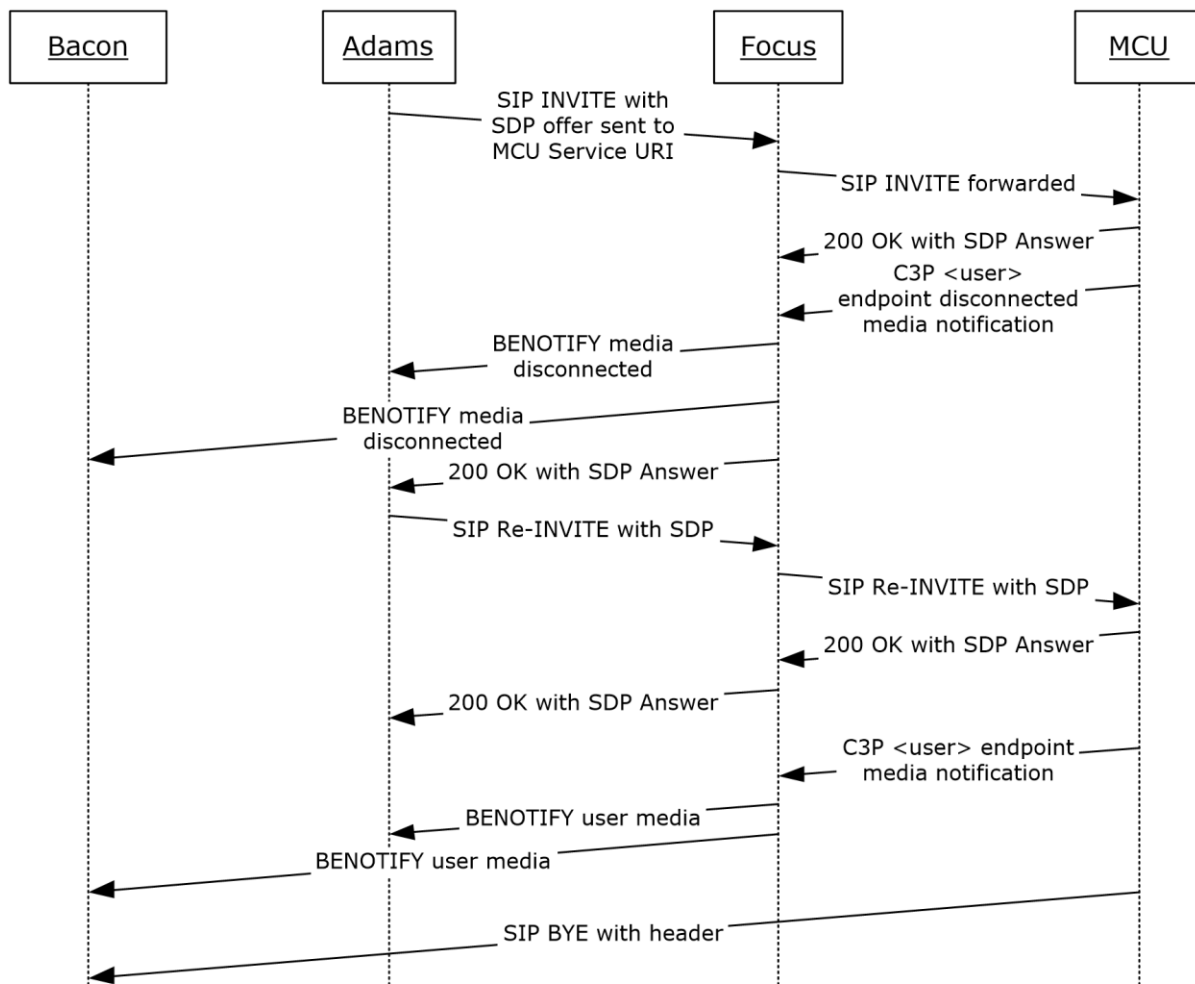 Bacon
Adams
Focus
MCU
SIP INVITE with
SDP offer sent to
MCU Service URI
SIP INVITE forwarded
200 OK with SDP Answer
C3P <user>
endpoint disconnected
media notification
BENOTIFY media
disconnected
BENOTIFY media
disconnected
200 OK with SDP Answer
SIP Re-INVITE with SDP
SIP Re-INVITE with SDP
200 OK with SDP Answer
200 OK with SDP Answer
C3P <user> endpoint
media notification
BENOTIFY user media
BENOTIFY user media
SIP BYE with header